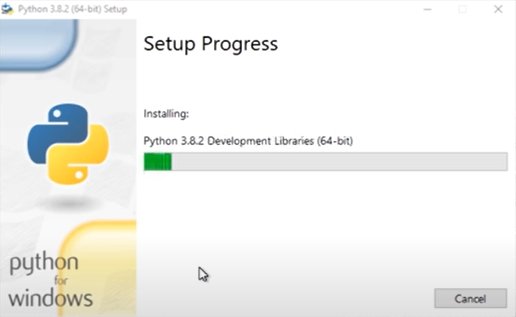 Python 3.8.2 (64-bit) Setup
Setup Progress
Installing:
Python 3.8.2 Development Libraries (64-bit)
python
for
windows
Cancel